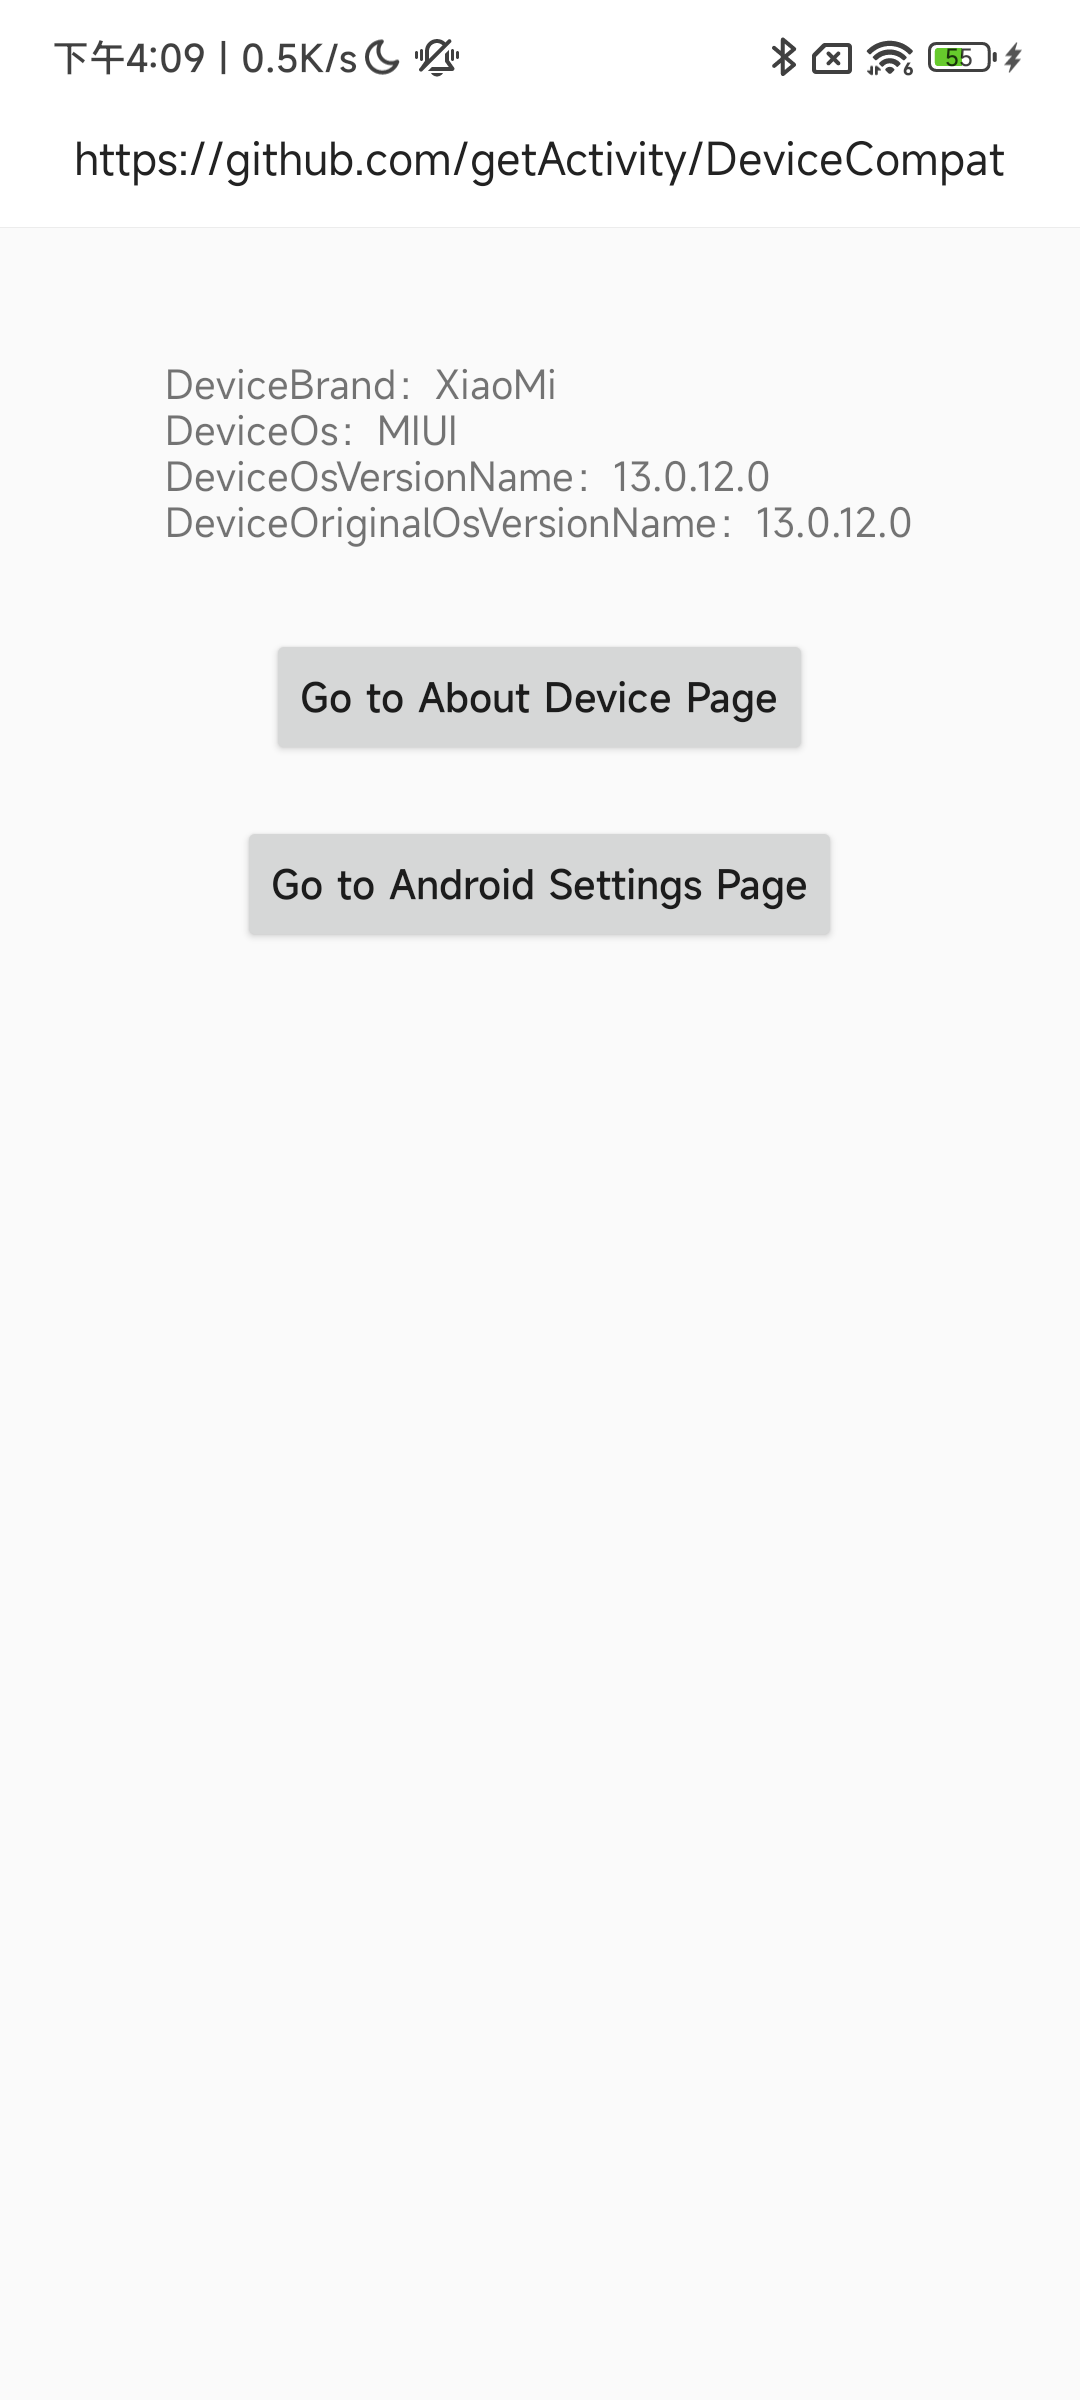 下午4:09 | 0.5K/s
6
55
https://github.com/getActivity/DeviceCompat
DeviceBrand：XiaoMi
DeviceOs：MIUI
DeviceOsVersionName：13.0.12.0
DeviceOriginalOsVersionName：13.0.12.0
Go to About Device Page
Go to Android Settings Page